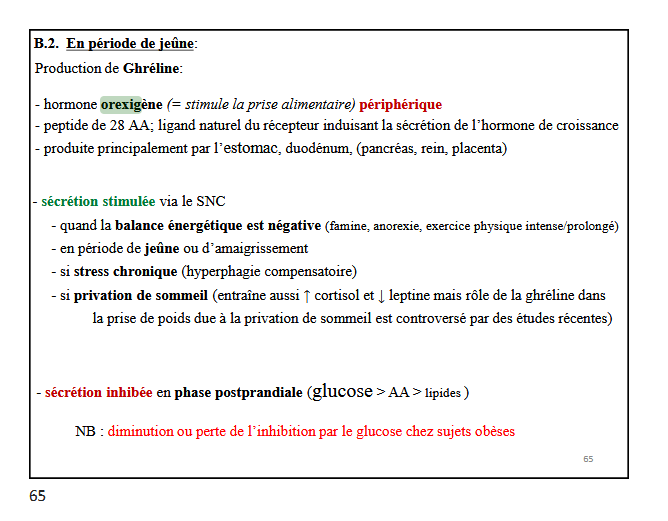 B.2. En période de jeûne:
Production de Ghréline:
- hormone orexigène (= stimule la prise alimentaire) périphérique
- peptide de 28 AA; ligand naturel du récepteur induisant la sécrétion de l'hormone de croissance
- produite principalement par l'estomac, duodénum, (pancréas, rein, placenta)
- sécrétion stimulée via le SNC
- quand la balance énergétique est négative (famine, anorexie, exercice physique intense/prolongé)
- en période de jeûne ou d'amaigrissement
- si stress chronique (hyperphagie compensatoire)
- si privation de sommeil (entraîne aussi ↑ cortisol et ↓ leptine mais rôle de la ghréline dans
la prise de poids due à la privation de sommeil est controversé par des études récentes)
- sécrétion inhibée en phase postprandiale (glucose > AA > lipides )
NB : diminution ou perte de l'inhibition par le glucose chez sujets obèses
65
65